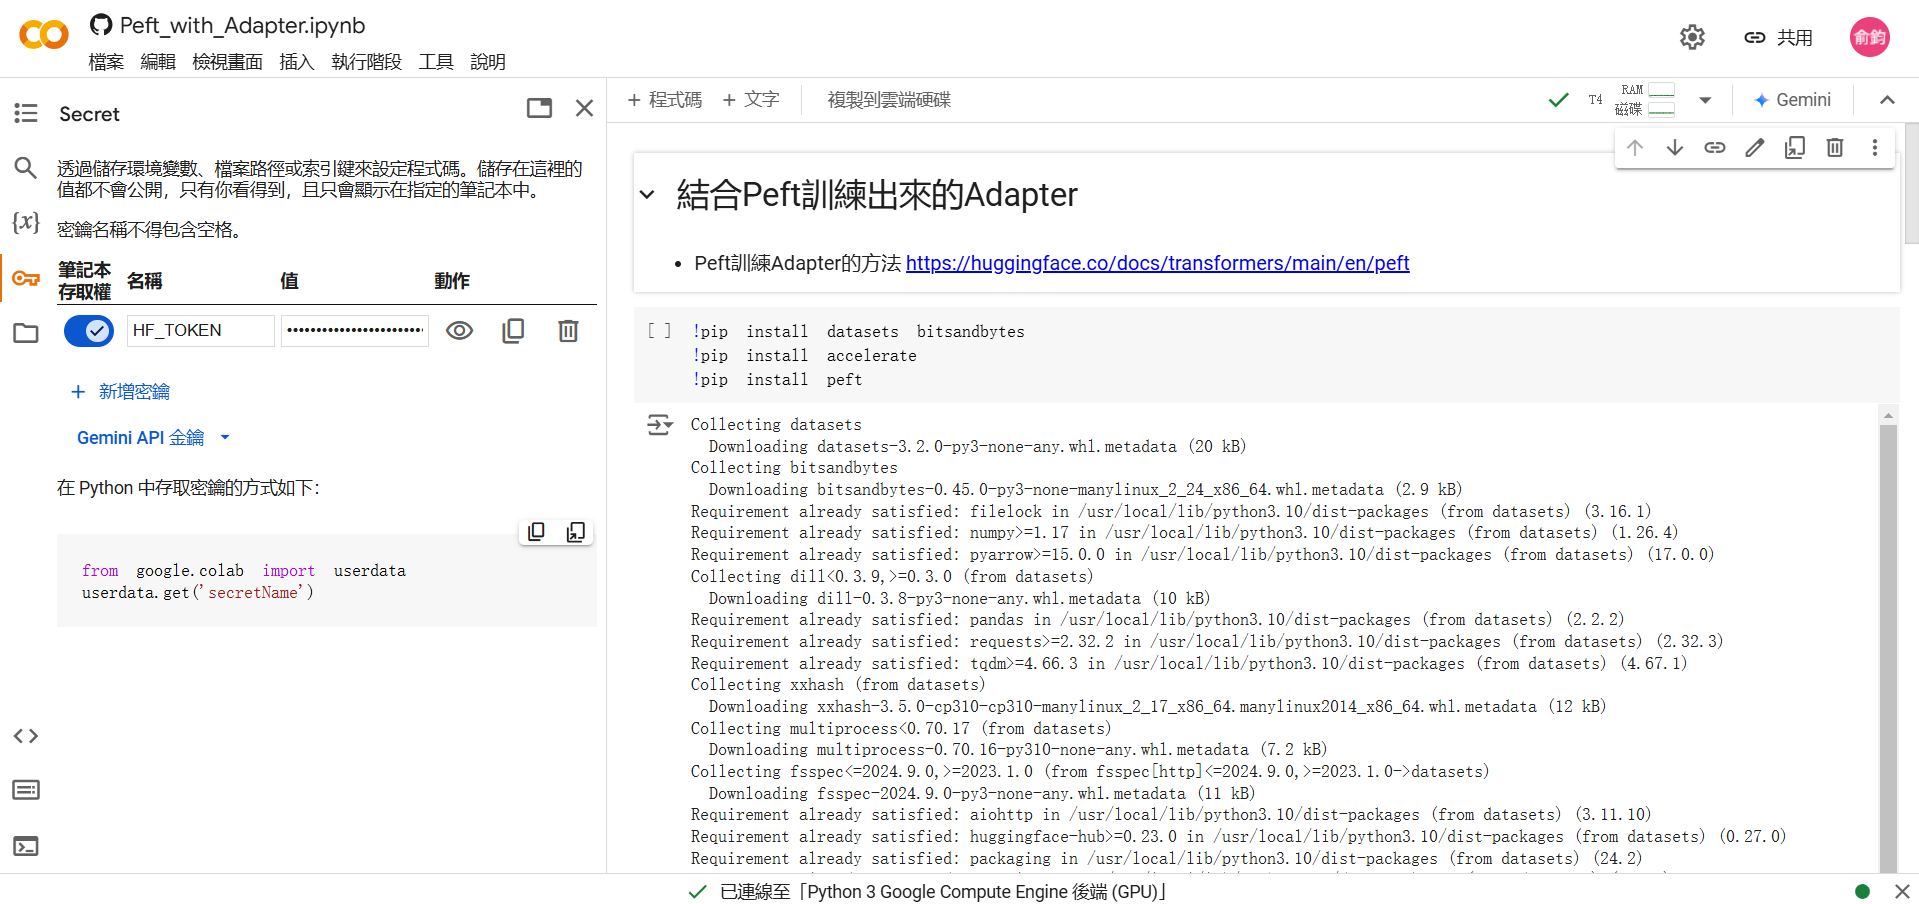 Peft_with_Adapter.ipynb
檔案 編輯 檢視畫面 插入 執行階段 工具 說明
共用
俞鈞
Secret
透過儲存環境變數、檔案路徑或索引鍵來設定程式碼。儲存在這裡的
值都不會公開，只有你看得到，且只會顯示在指定的筆記本中。
密鑰名稱不得包含空格。
筆記本
存取權 名稱 值 動作
HF_TOKEN ••••••••••••••••••••••••
+ 新增密鑰
Gemini API 金鑰
在 Python 中存取密鑰的方式如下：
from google.colab import userdata
userdata.get('secretName')
+ 程式碼 + 文字 複製到雲端硬碟
T4 RAM
磁碟
Gemini
結合Peft訓練出來的Adapter
• Peft訓練Adapter的方法 https://huggingface.co/docs/transformers/main/en/peft
[ ] !pip install datasets bitsandbytes
!pip install accelerate
!pip install peft
Collecting datasets
Downloading datasets-3.2.0-py3-none-any.whl.metadata (20 kB)
Collecting bitsandbytes
Downloading bitsandbytes-0.45.0-py3-none-manylinux_2_24_x86_64.whl.metadata (2.9 kB)
Requirement already satisfied: filelock in /usr/local/lib/python3.10/dist-packages (from datasets) (3.16.1)
Requirement already satisfied: numpy>=1.17 in /usr/local/lib/python3.10/dist-packages (from datasets) (1.26.4)
Requirement already satisfied: pyarrow>=15.0.0 in /usr/local/lib/python3.10/dist-packages (from datasets) (17.0.0)
Collecting dill<0.3.9,>=0.3.0 (from datasets)
Downloading dill-0.3.8-py3-none-any.whl.metadata (10 kB)
Requirement already satisfied: pandas in /usr/local/lib/python3.10/dist-packages (from datasets) (2.2.2)
Requirement already satisfied: requests>=2.32.2 in /usr/local/lib/python3.10/dist-packages (from datasets) (2.32.3)
Requirement already satisfied: tqdm>=4.66.3 in /usr/local/lib/python3.10/dist-packages (from datasets) (4.67.1)
Collecting xxhash (from datasets)
Downloading xxhash-3.5.0-cp310-cp310-manylinux_2_17_x86_64.manylinux2014_x86_64.whl.metadata (12 kB)
Collecting multiprocess<0.70.17 (from datasets)
Downloading multiprocess-0.70.16-py310-none-any.whl.metadata (7.2 kB)
Collecting fsspec<=2024.9.0,>=2023.1.0 (from fsspec[http]<=2024.9.0,>=2023.1.0->datasets)
Downloading fsspec-2024.9.0-py3-none-any.whl.metadata (11 kB)
Requirement already satisfied: aiohttp in /usr/local/lib/python3.10/dist-packages (from datasets) (3.11.10)
Requirement already satisfied: huggingface-hub>=0.23.0 in /usr/local/lib/python3.10/dist-packages (from datasets) (0.27.0)
Requirement already satisfied: packaging in /usr/local/lib/python3.10/dist-packages (from datasets) (24.2)
已連線至「Python 3 Google Compute Engine 後端 (GPU)」